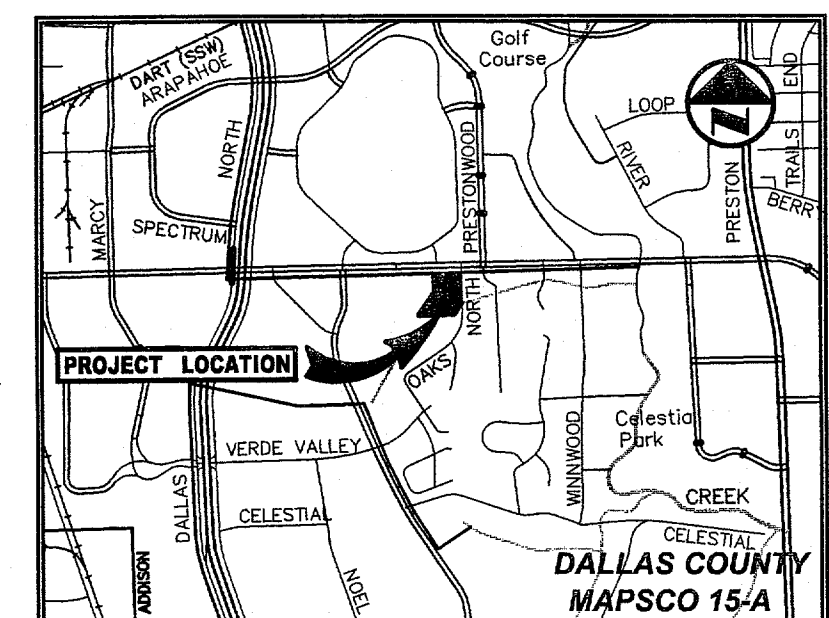 Golf
Course
DART (SSW)
ARAPAHOE
LOOP
END
TRAILS
NORTH
PRESTONWOOD
RIVER
N
PRESTON
BERR
MARCY
SPECTRUM
NORTH
PROJECT LOCATION
OAKS
Celestia
Park
VERDE VALLEY
WINNWOOD
DALLAS
CELESTIAL
CREEK
CELESTIAL
ADDISON
NOEL
DALLAS COUNTY
MAPSCO 15-A